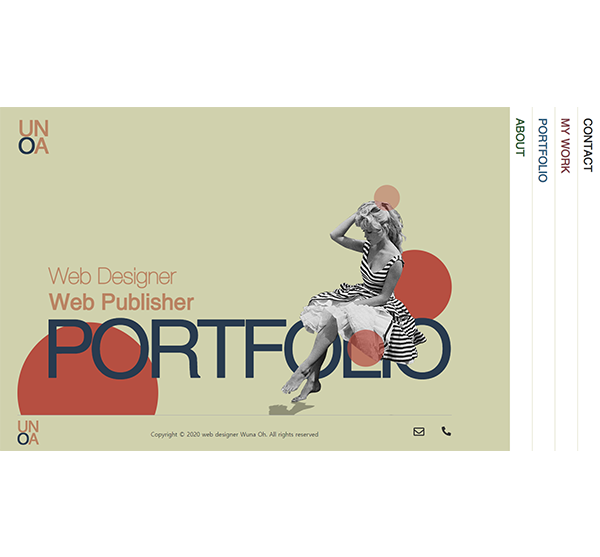 UN
OA
Web Designer
Web Publisher
PORTFOLIO
UN
OA
Copyright © 2020 web designer Wuna Oh. All rights reserved
ABOUT
PORTFOLIO
MY WORK
CONTACT